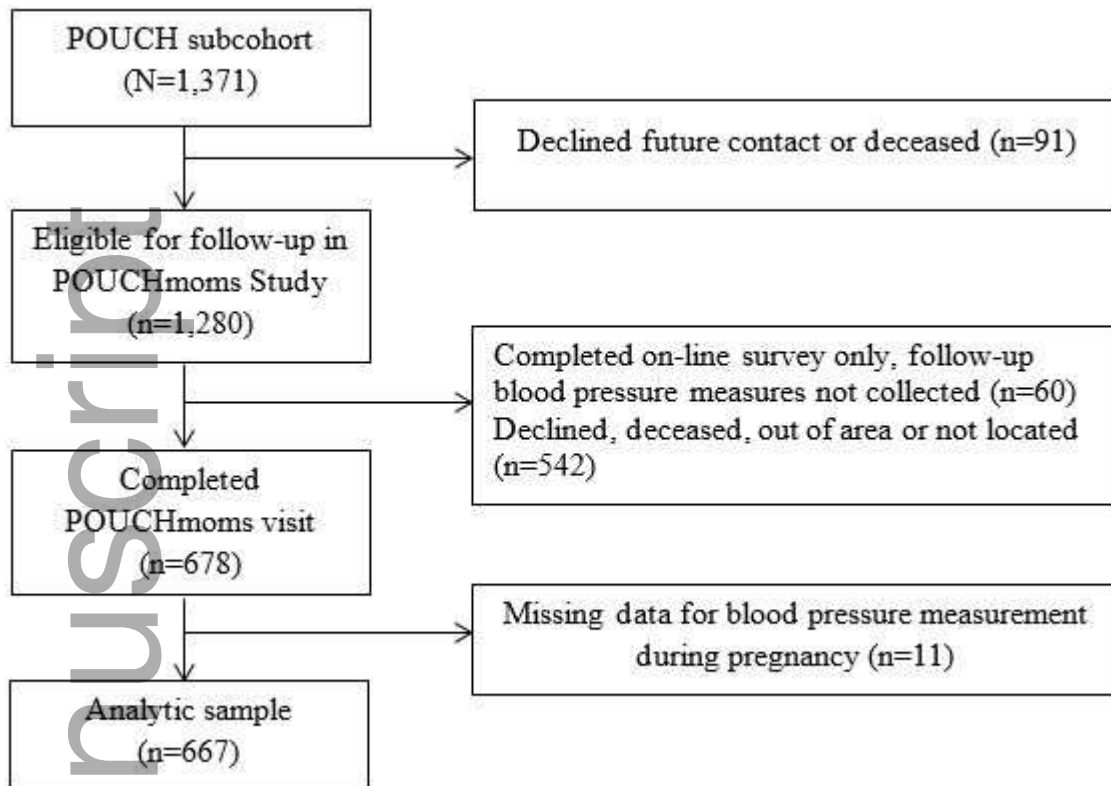 POUCH subcohort
(N=1,371)
Declined future contact or deceased (n=91)
Eligible for follow-up in
POUCHmoms Study
(n=1,280)
Completed on-line survey only, follow-up
blood pressure measures not collected (n=60)
Declined, deceased, out of area or not located
(n=542)
Completed
POUCHmoms visit
(n=678)
Missing data for blood pressure measurement
during pregnancy (n=11)
Analytic sample
(n=667)
nuscript